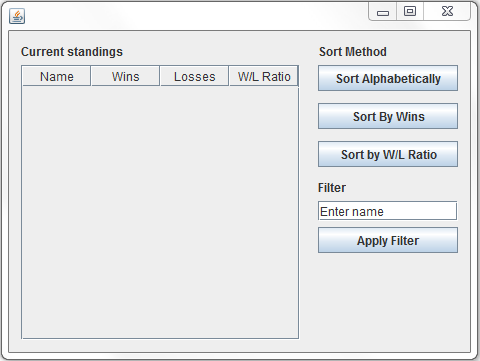 Current standings
Name Wins Losses W/L Ratio
Sort Method
Sort Alphabetically
Sort By Wins
Sort by W/L Ratio
Filter
Enter name
Apply Filter